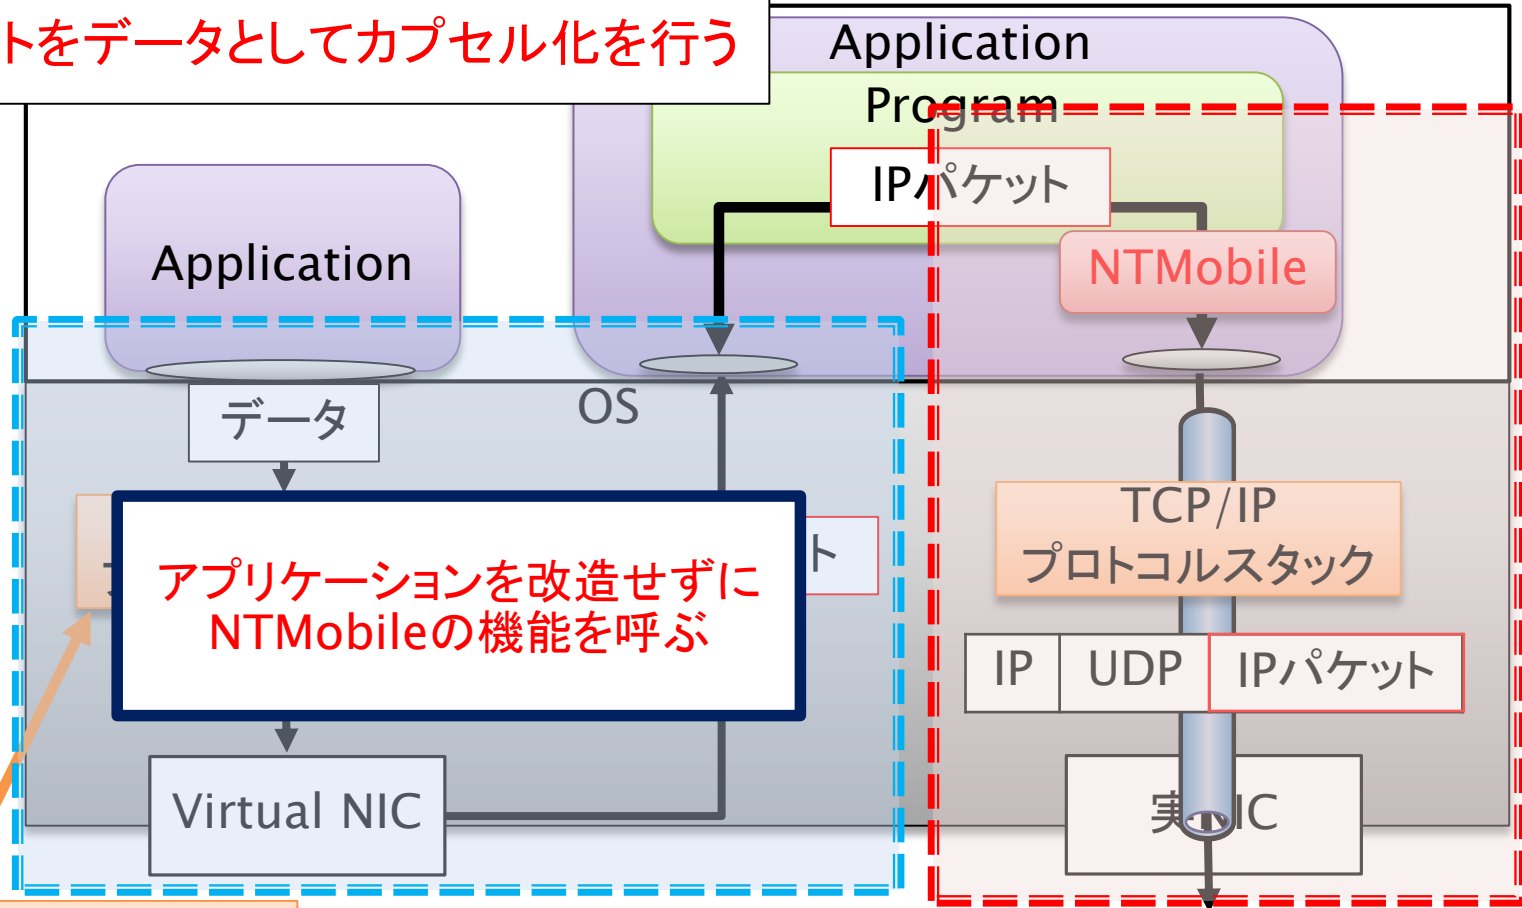 トをデータとしてカプセル化を行う
Application
Program
IPパケット
NTMobile
Application
OS
データ
ト
アプリケーションを改造せずに
NTMobileの機能を呼ぶ
TCP/IP
プロトコルスタック
IP UDP IPパケット
Virtual NIC
実NIC